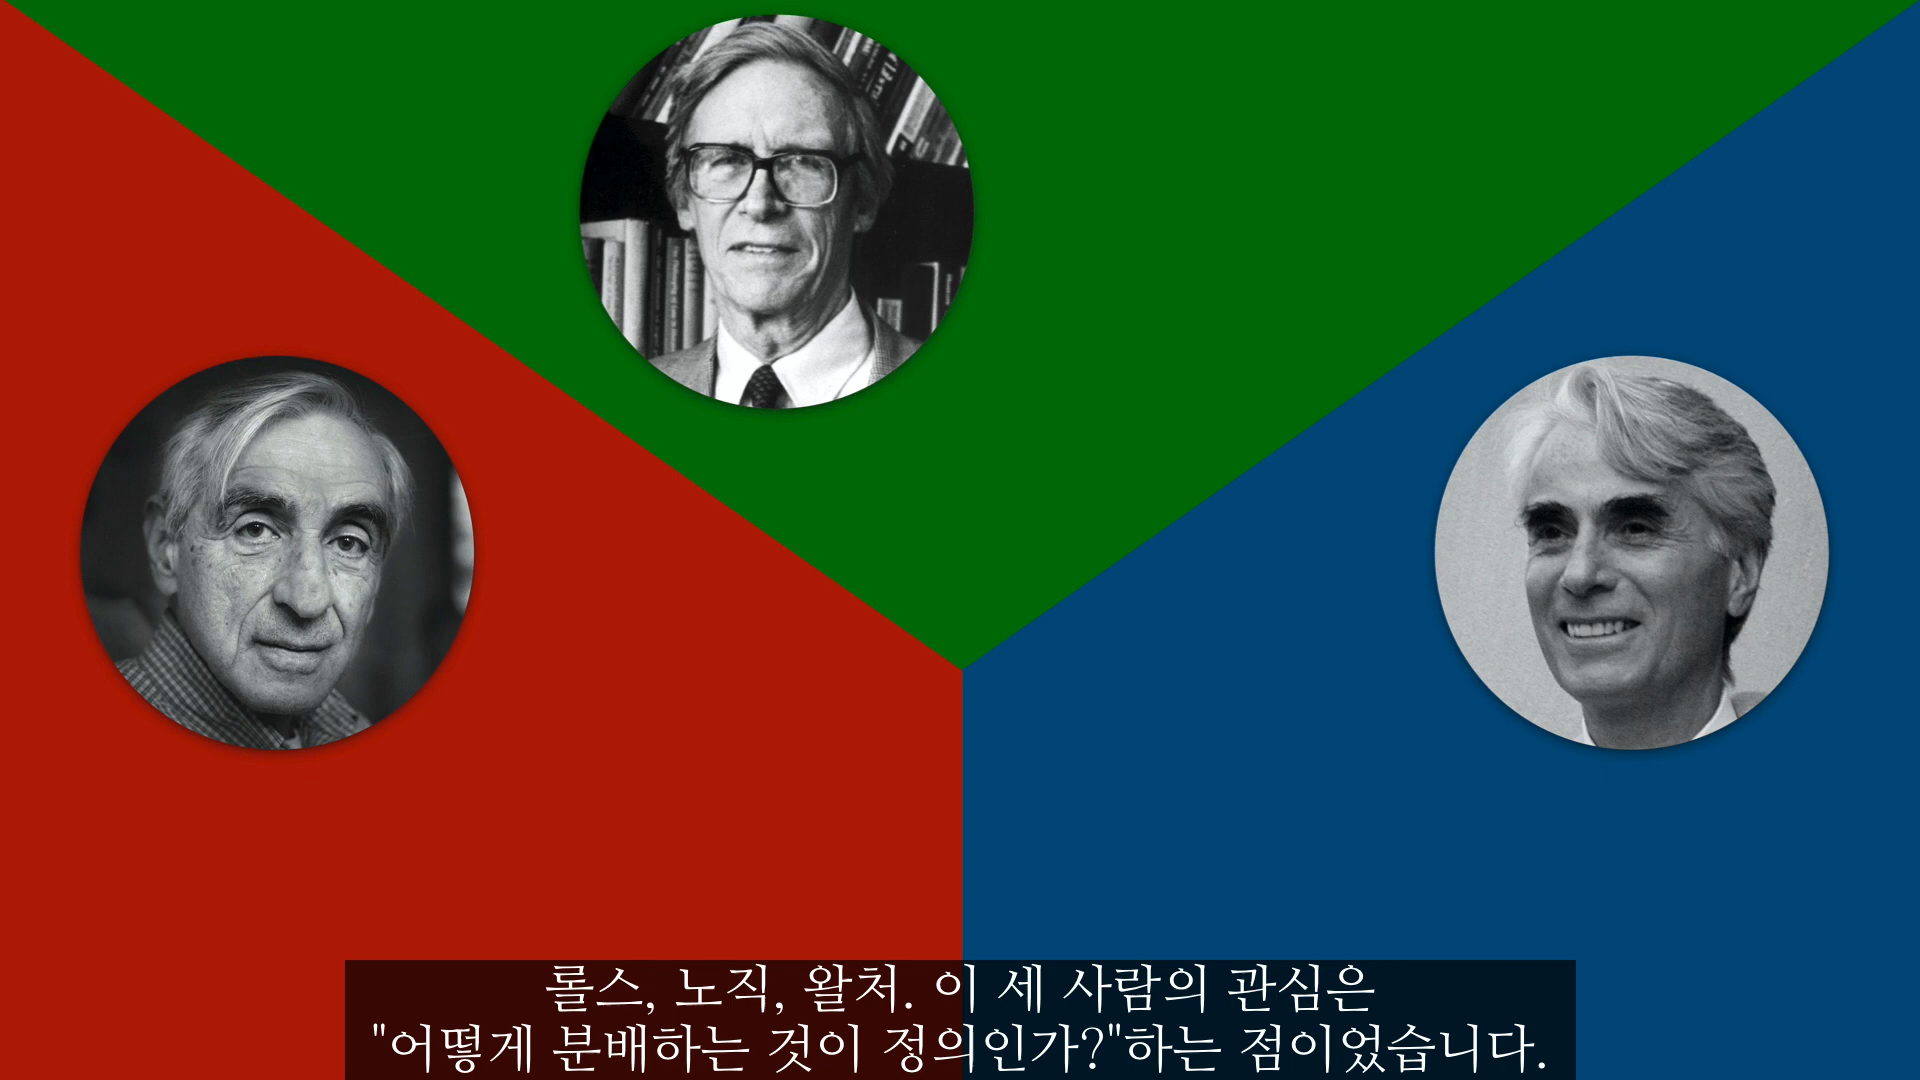 롤스, 노직, 왈처. 이 세 사람의 관심은
"어떻게 분배하는 것이 정의인가?"하는 점이었습니다.